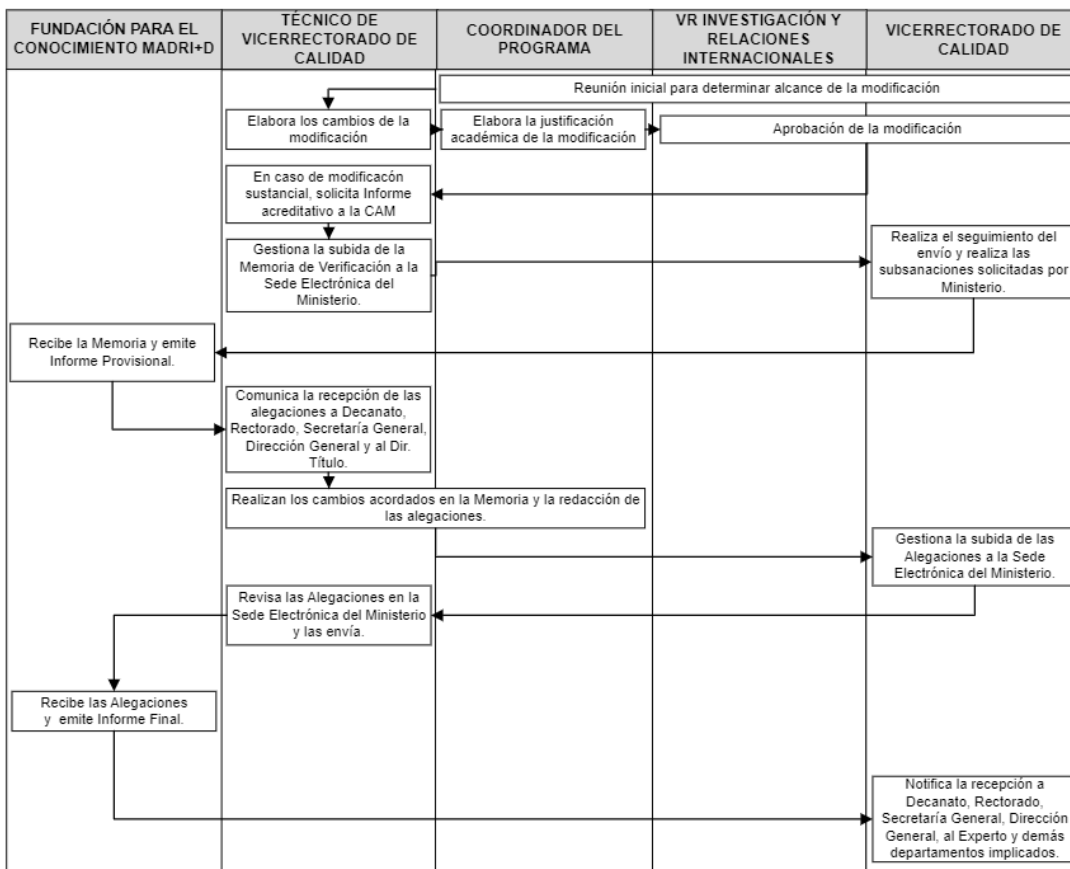 FUNDACIÓN PARA EL
CONOCIMIENTO MADRI+D
TÉCNICO DE
VICERRECTORADO DE
CALIDAD
COORDINADOR DEL
PROGRAMA
VR INVESTIGACIÓN Y
RELACIONES
INTERNACIONALES
VICERRECTORADO DE
CALIDAD
Reunión inicial para determinar alcance de la modificación
Elabora los cambios de la
modificación
Elabora la justificación
académica de la modificación
Aprobación de la modificación
En caso de modificacón
sustancial, solicita Informe
acreditativo a la CAM
Gestiona la subida de la
Memoria de Verificación a la
Sede Electrónica del
Ministerio.
Realiza el seguimiento del
envío y realiza las
subsanaciones solicitadas por
Ministerio.
Recibe la Memoria y emite
Informe Provisional.
Comunica la recepción de las
alegaciones a Decanato,
Rectorado, Secretaría General,
Dirección General y al Dir.
Título.
Realizan los cambios acordados en la Memoria y la redacción de
las alegaciones.
Gestiona la subida de las
Alegaciones a la Sede
Electrónica del Ministerio.
Revisa las Alegaciones en la
Sede Electrónica del Ministerio
y las envía.
Recibe las Alegaciones
y emite Informe Final.
Notifica la recepción a
Decanato, Rectorado,
Secretaría General, Dirección
General, al Experto y demás
departamentos implicados.